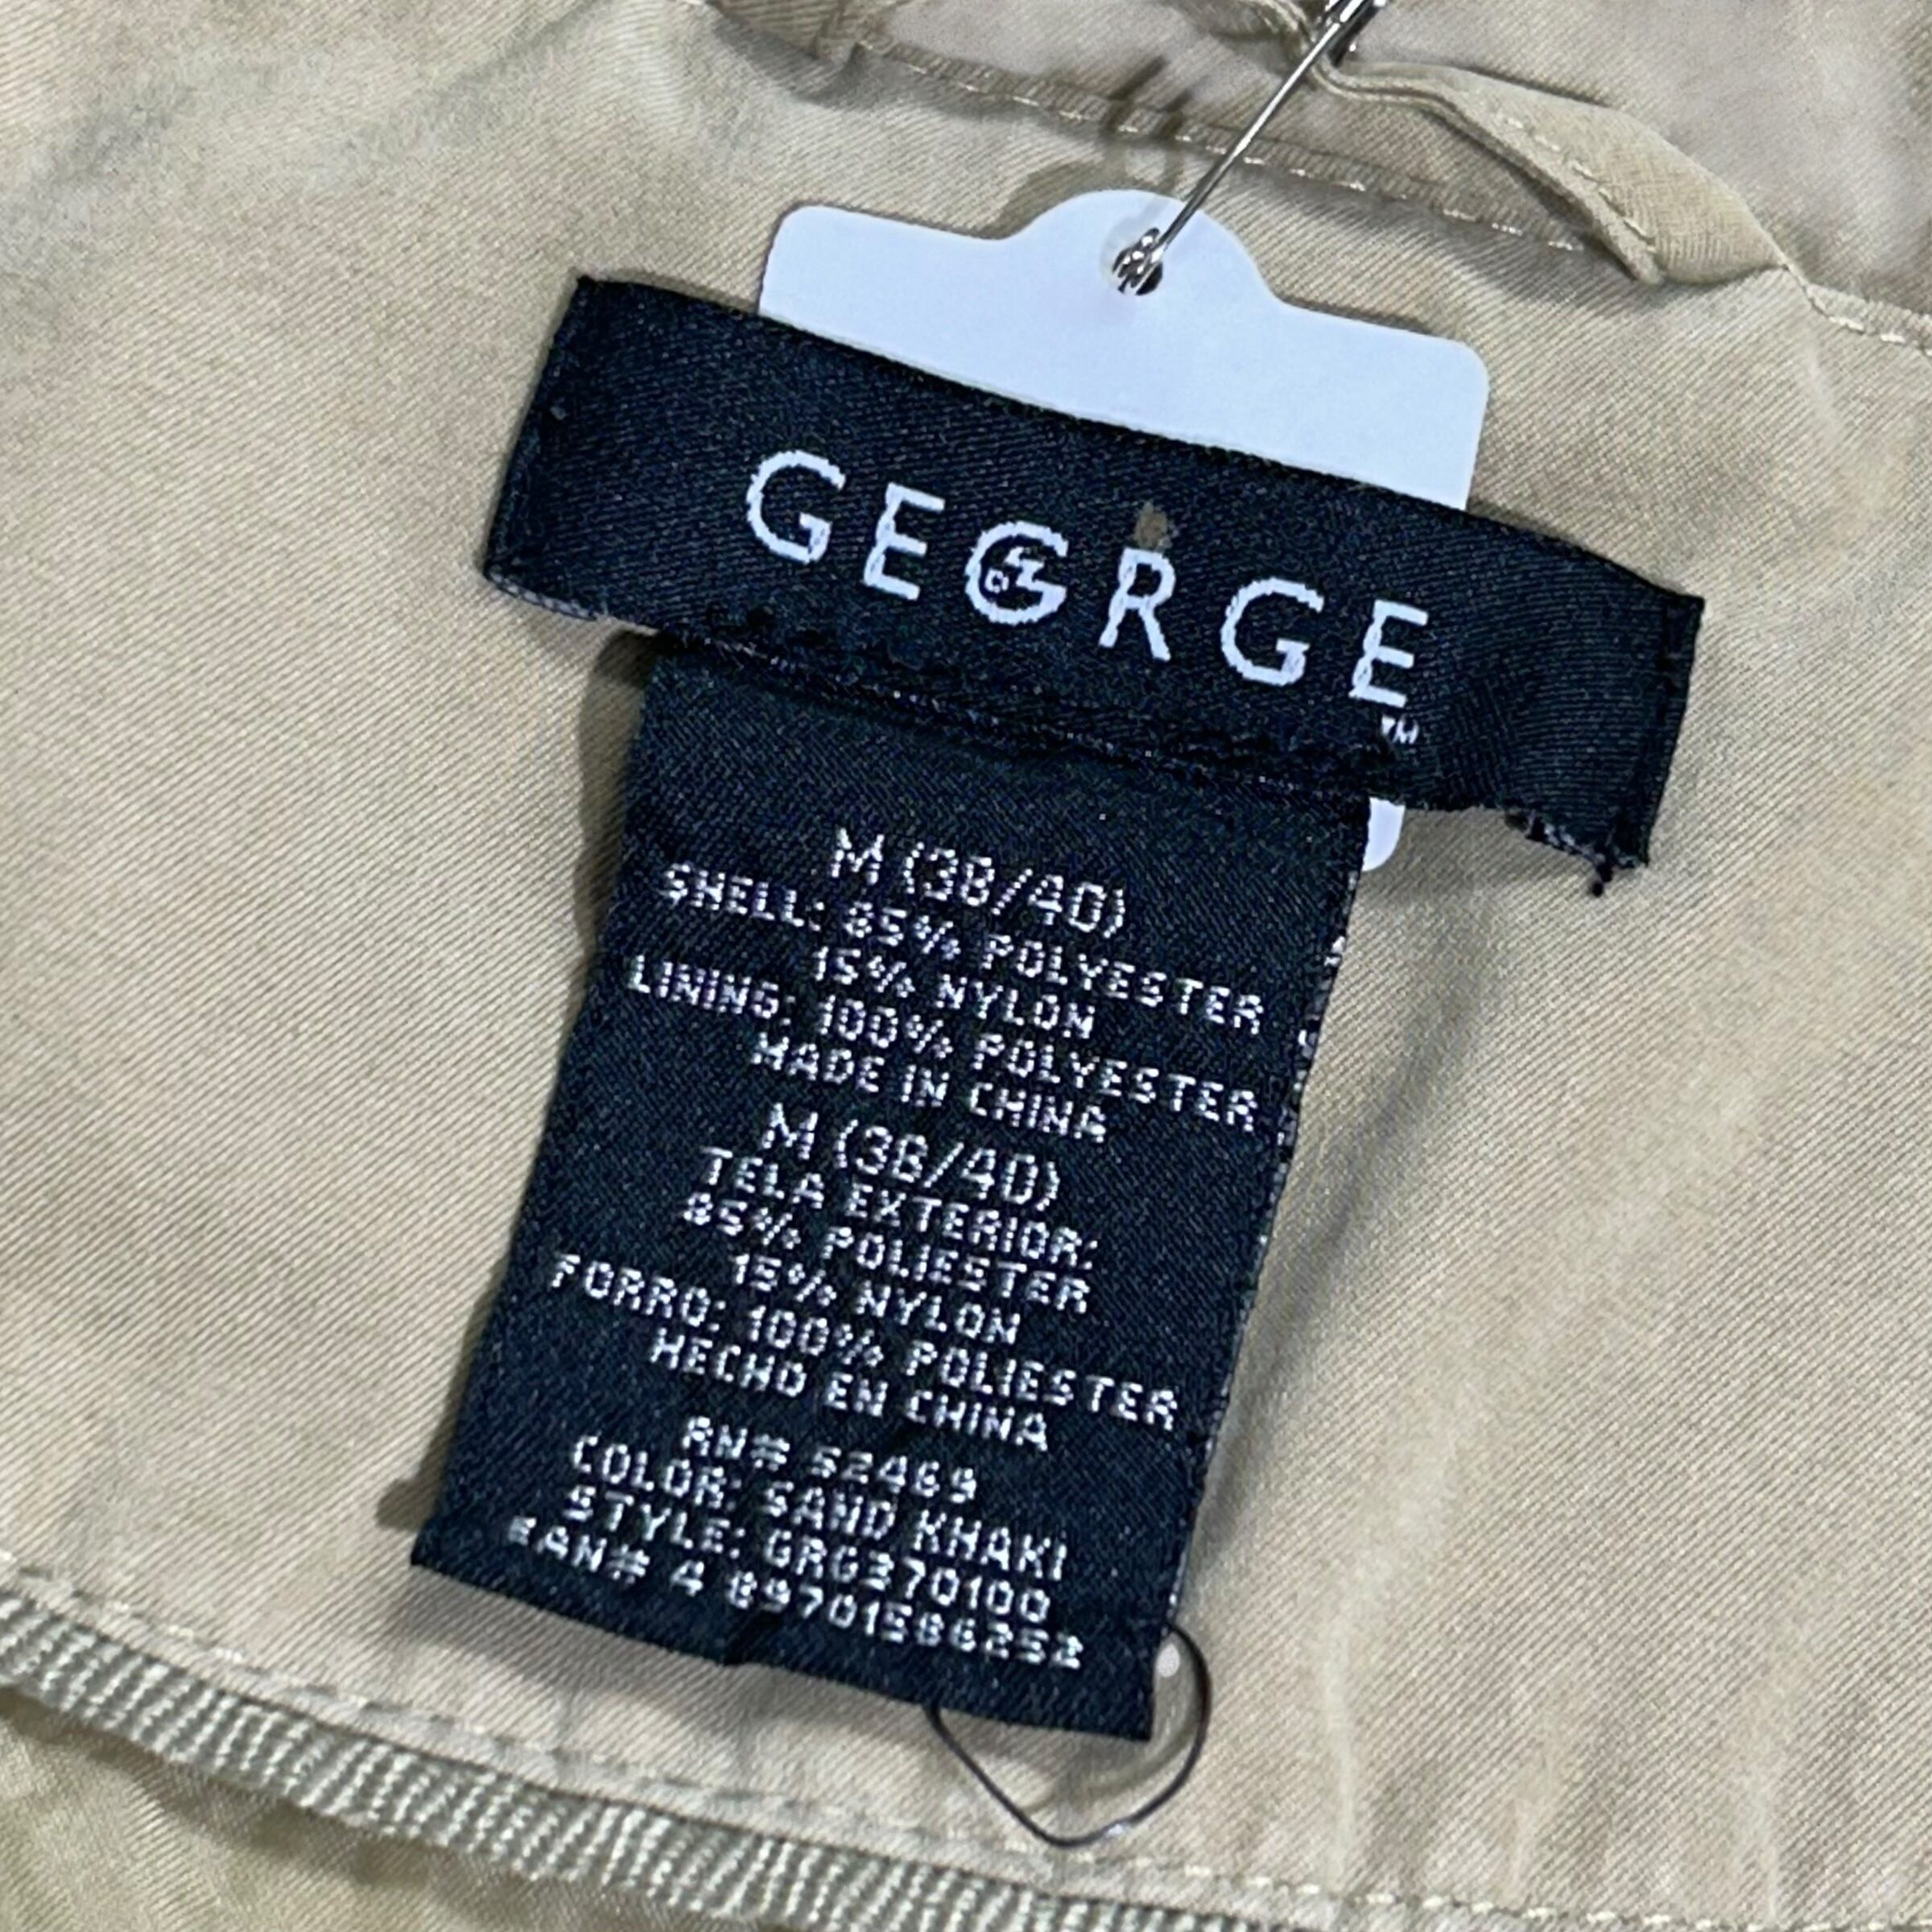 GEORGE
TM
M (38/40)
SHELL: 85% POLYESTER
15% NYLON
LINING: 100% POLYESTER
MADE IN CHINA
M (38/40)
TELA EXTERIOR:
85% POLIESTER
15% NYLON
FORRO: 100% POLIESTER
HECHO EN CHINA
RN# 52469
COLOR: SAND KHAKI
STYLE: GRG370100
EAN# 4 89701586252